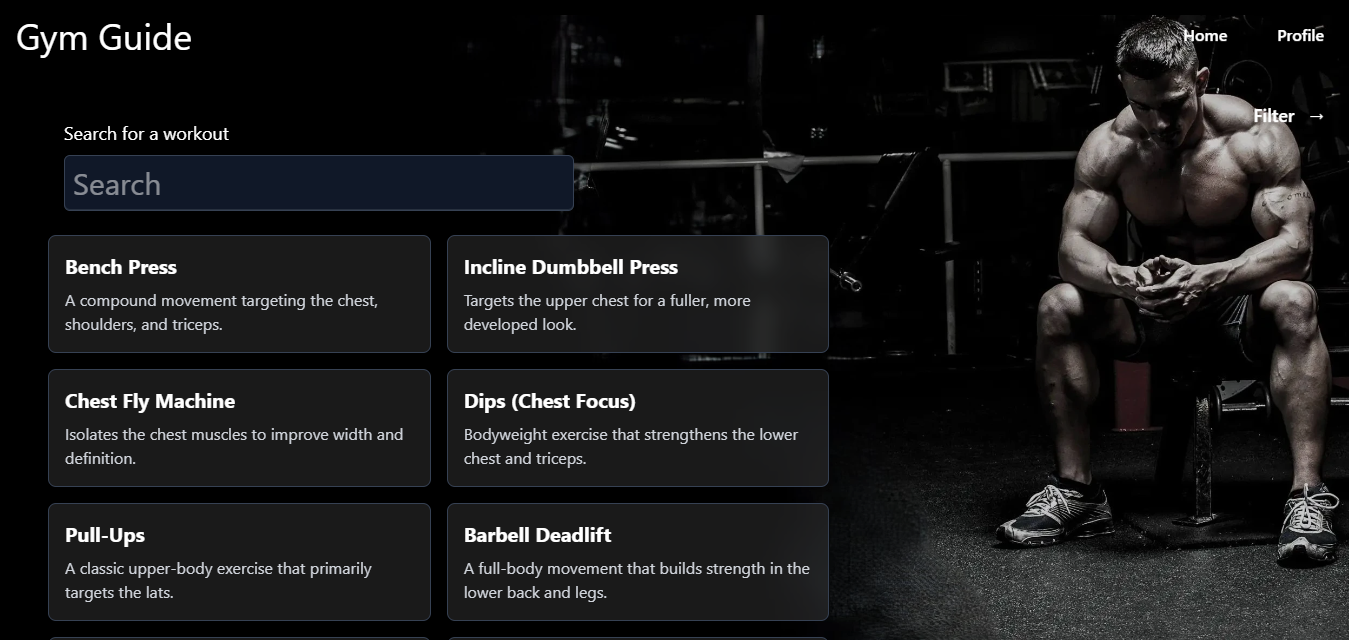 Gym Guide
Home
Profile
Filter →
Search for a workout
Search
Bench Press
A compound movement targeting the chest,
shoulders, and triceps.
Incline Dumbbell Press
Targets the upper chest for a fuller, more
developed look.
Chest Fly Machine
Isolates the chest muscles to improve width and
definition.
Dips (Chest Focus)
Bodyweight exercise that strengthens the lower
chest and triceps.
Pull-Ups
A classic upper-body exercise that primarily
targets the lats.
Barbell Deadlift
A full-body movement that builds strength in the
lower back and legs.